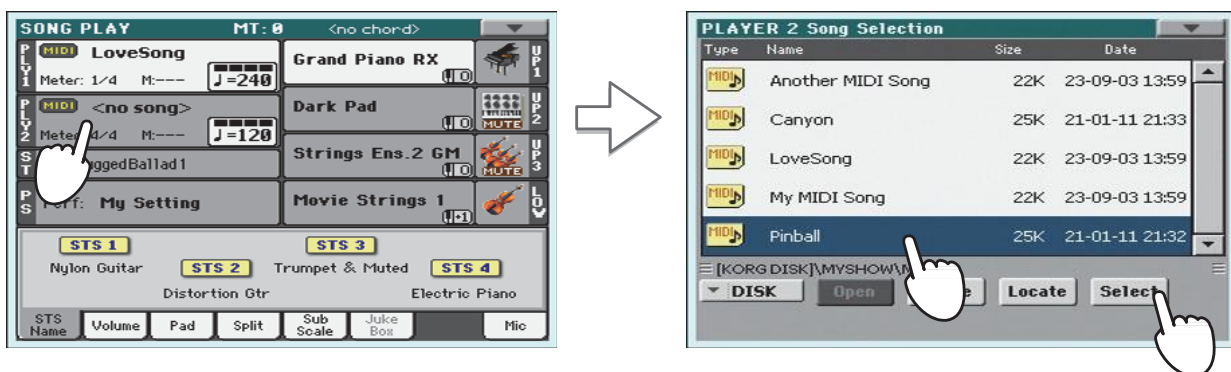 SONG PLAY MT:0 <no chord>
PLY1 MIDI LoveSong
Meter: 1/4 M:--- ♩=240
PLY2 MIDI <no song>
4/4 M:--- ♩=120
ST
PS My Setting
Grand Piano RX
0
UP1
Dark Pad
0 MUTE UP2
Strings Ens.2 GM
0 MUTE UP3
Movie Strings 1
+1 LOW
STS 1 STS 3
Nylon Guitar STS 2 Trumpet & Muted STS 4
Distortion Gtr Electric Piano
STS Name Volume Pad Split Sub Scale Juke Box Mic
PLAYER 2 Song Selection
Type Name Size Date
MIDI Another MIDI Song 22K 23-09-03 13:59
MIDI Canyon 25K 21-01-11 21:33
MIDI LoveSong 22K 23-09-03 13:59
MIDI My MIDI Song 22K 23-09-03 13:59
MIDI Pinball 25K 21-01-11 21:32
[KORG DISK]\MYSHOW\
DISK Open Locate Select